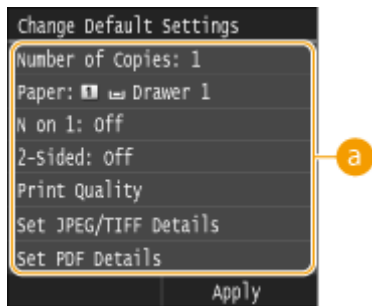 Change Default Settings
Number of Copies: 1
Paper: 1 Drawer 1
N on 1: Off
2-Sided: Off
Print Quality
Set JPEG/TIFF Details
Set PDF Details
Apply
a